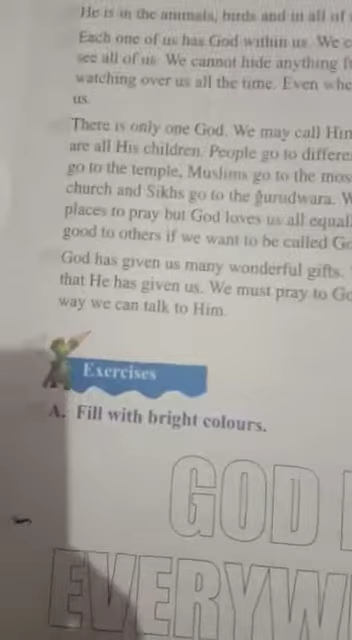 He is in the animals, birds and in all of
Each one of us has God within us. We c
see all of us. We cannot hide anything f
watching over us all the time. Even whe
us.
There is only one God. We may call Him
are all His children. People go to differe
go to the temple, Muslims go to the mos
church and Sikhs go to the gurudwara. W
places to pray but God loves us all equal
good to others if we want to be called Go
God has given us many wonderful gifts.
that He has given us. We must pray to Go
way we can talk to Him.
Exercises
A. Fill with bright colours.
GOD
EVERYW